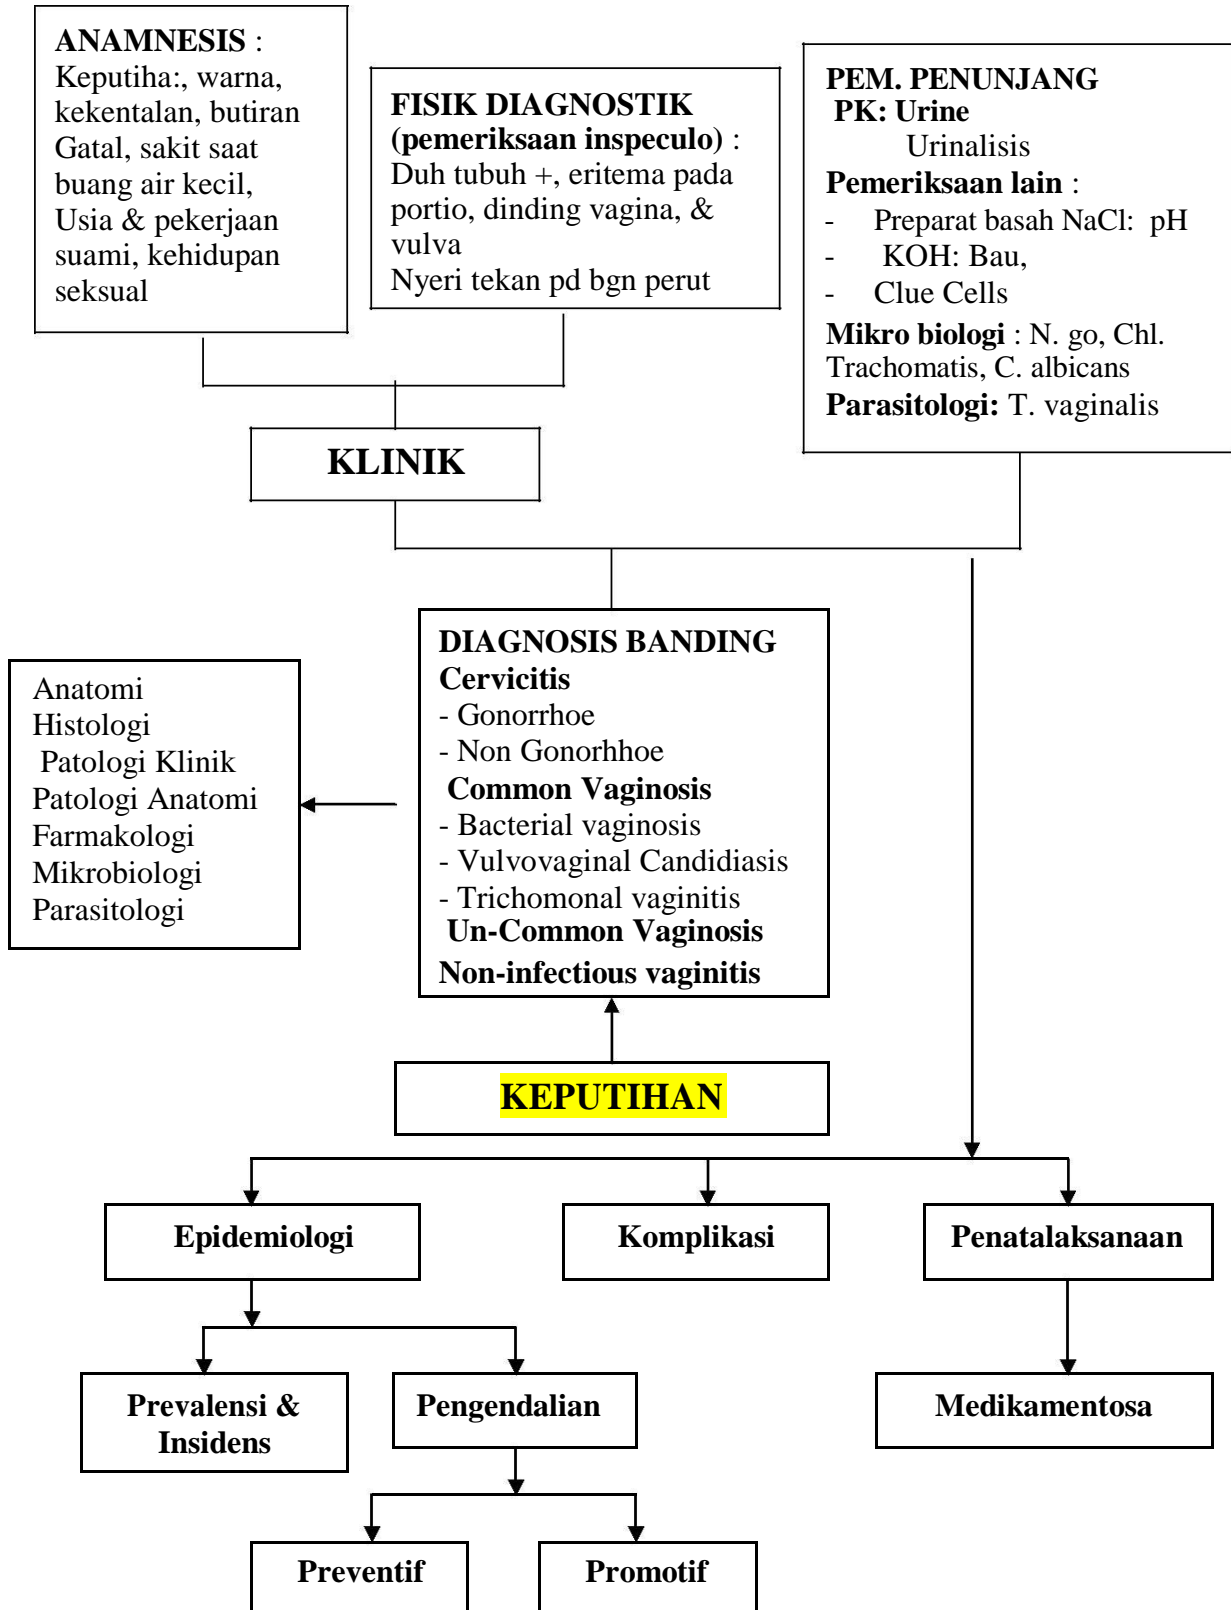 ANAMNESIS :
Keputiha:, warna,
kekentalan, butiran
Gatal, sakit saat
buang air kecil,
Usia & pekerjaan
suami, kehidupan
seksual
FISIK DIAGNOSTIK
(pemeriksaan inspeculo) :
Duh tubuh +, eritema pada
portio, dinding vagina, &
vulva
Nyeri tekan pd bgn perut
PEM. PENUNJANG
PK: Urine
Urinalisis
Pemeriksaan lain :
- Preparat basah NaCl: pH
- KOH: Bau,
- Clue Cells
Mikro biologi : N. go, Chl.
Trachomatis, C. albicans
Parasitologi: T. vaginalis
KLINIK
DIAGNOSIS BANDING
Cervicitis
- Gonorrhoe
- Non Gonorhhoe
Common Vaginosis
- Bacterial vaginosis
- Vulvovaginal Candidiasis
- Trichomonal vaginitis
Un-Common Vaginosis
Non-infectious vaginitis
Anatomi
Histologi
Patologi Klinik
Patologi Anatomi
Farmakologi
Mikrobiologi
Parasitologi
KEPUTIHAN
Epidemiologi
Komplikasi
Penatalaksanaan
Prevalensi &
Insidens
Pengendalian
Medikamentosa
Preventif
Promotif